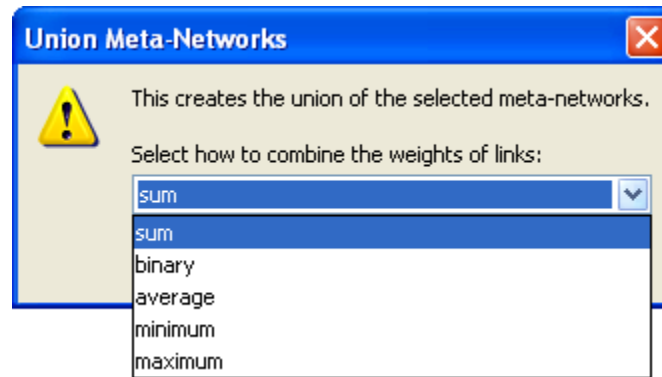 Union Meta-Networks
This creates the union of the selected meta-networks.
Select how to combine the weights of links:
sum
sum
binary
average
minimum
maximum